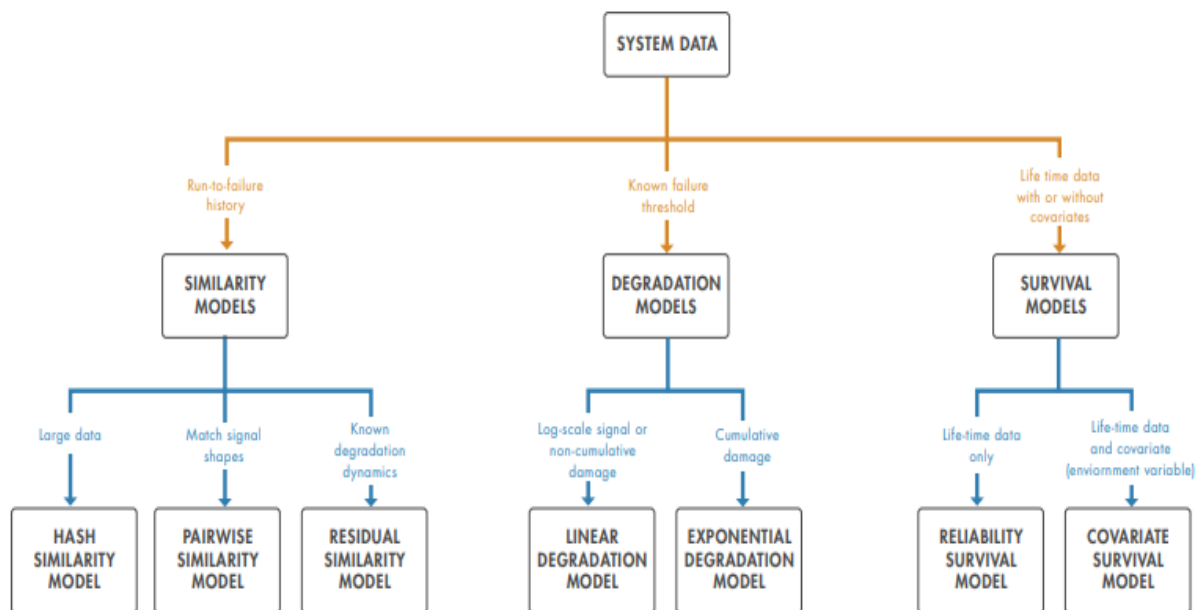 SYSTEM DATA
Run-to-failure
history
Known failure
threshold
Life time data
with or without
covariates
SIMILARITY
MODELS
DEGRADATION
MODELS
SURVIVAL
MODELS
Large data
Match signal
shapes
Known
degradation
dynamics
Log-scale signal or
non-cumulative
damage
Cumulative
damage
Life-time data
only
Life-time data
and covariate
(enviornment variable)
HASH
SIMILARITY
MODEL
PAIRWISE
SIMILARITY
MODEL
RESIDUAL
SIMILARITY
MODEL
LINEAR
DEGRADATION
MODEL
EXPONENTIAL
DEGRADATION
MODEL
RELIABILITY
SURVIVAL
MODEL
COVARIATE
SURVIVAL
MODEL